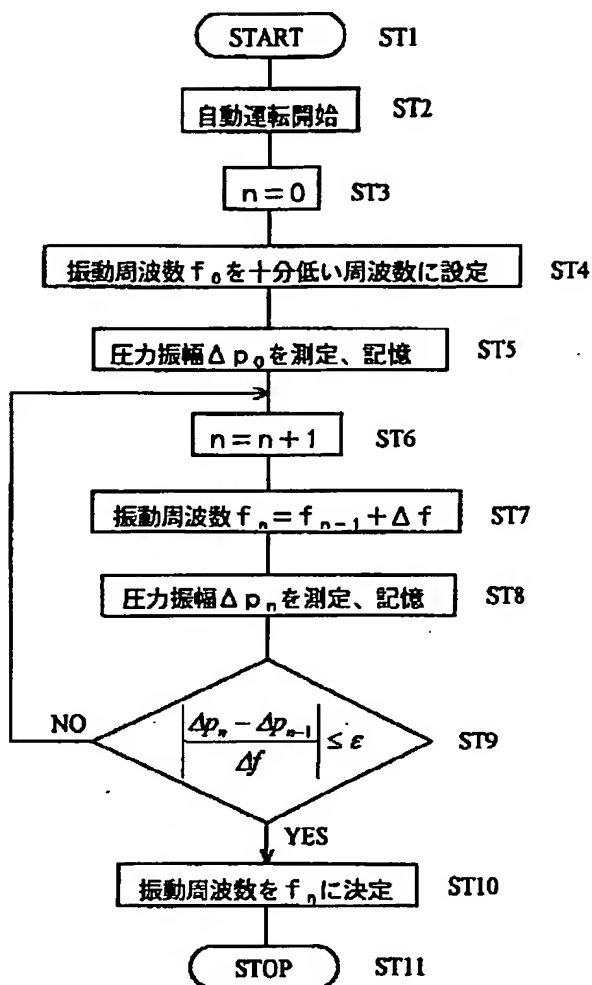 START ST1
自動運転開始 ST2
n=0 ST3
振動周波数f₀を十分低い周波数に設定 ST4
圧力振幅Δp₀を測定、記憶 ST5
n=n+1 ST6
振動周波数fₙ=fₙ₋₁+Δf ST7
圧力振幅Δpₙを測定、記憶 ST8
NO |(Δpₙ−Δpₙ₋₁)/Δf| ≤ ε ST9
YES
振動周波数をfₙに決定 ST10
STOP ST11